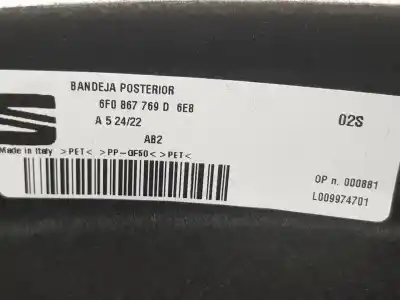 BANDEJA POSTERIOR
6F0 867 769 D 6E8
A 5 24/22
02S
AB2
Made in Italy >PET< >PP-GF50<>PET<
OP n. 000881
L009974701